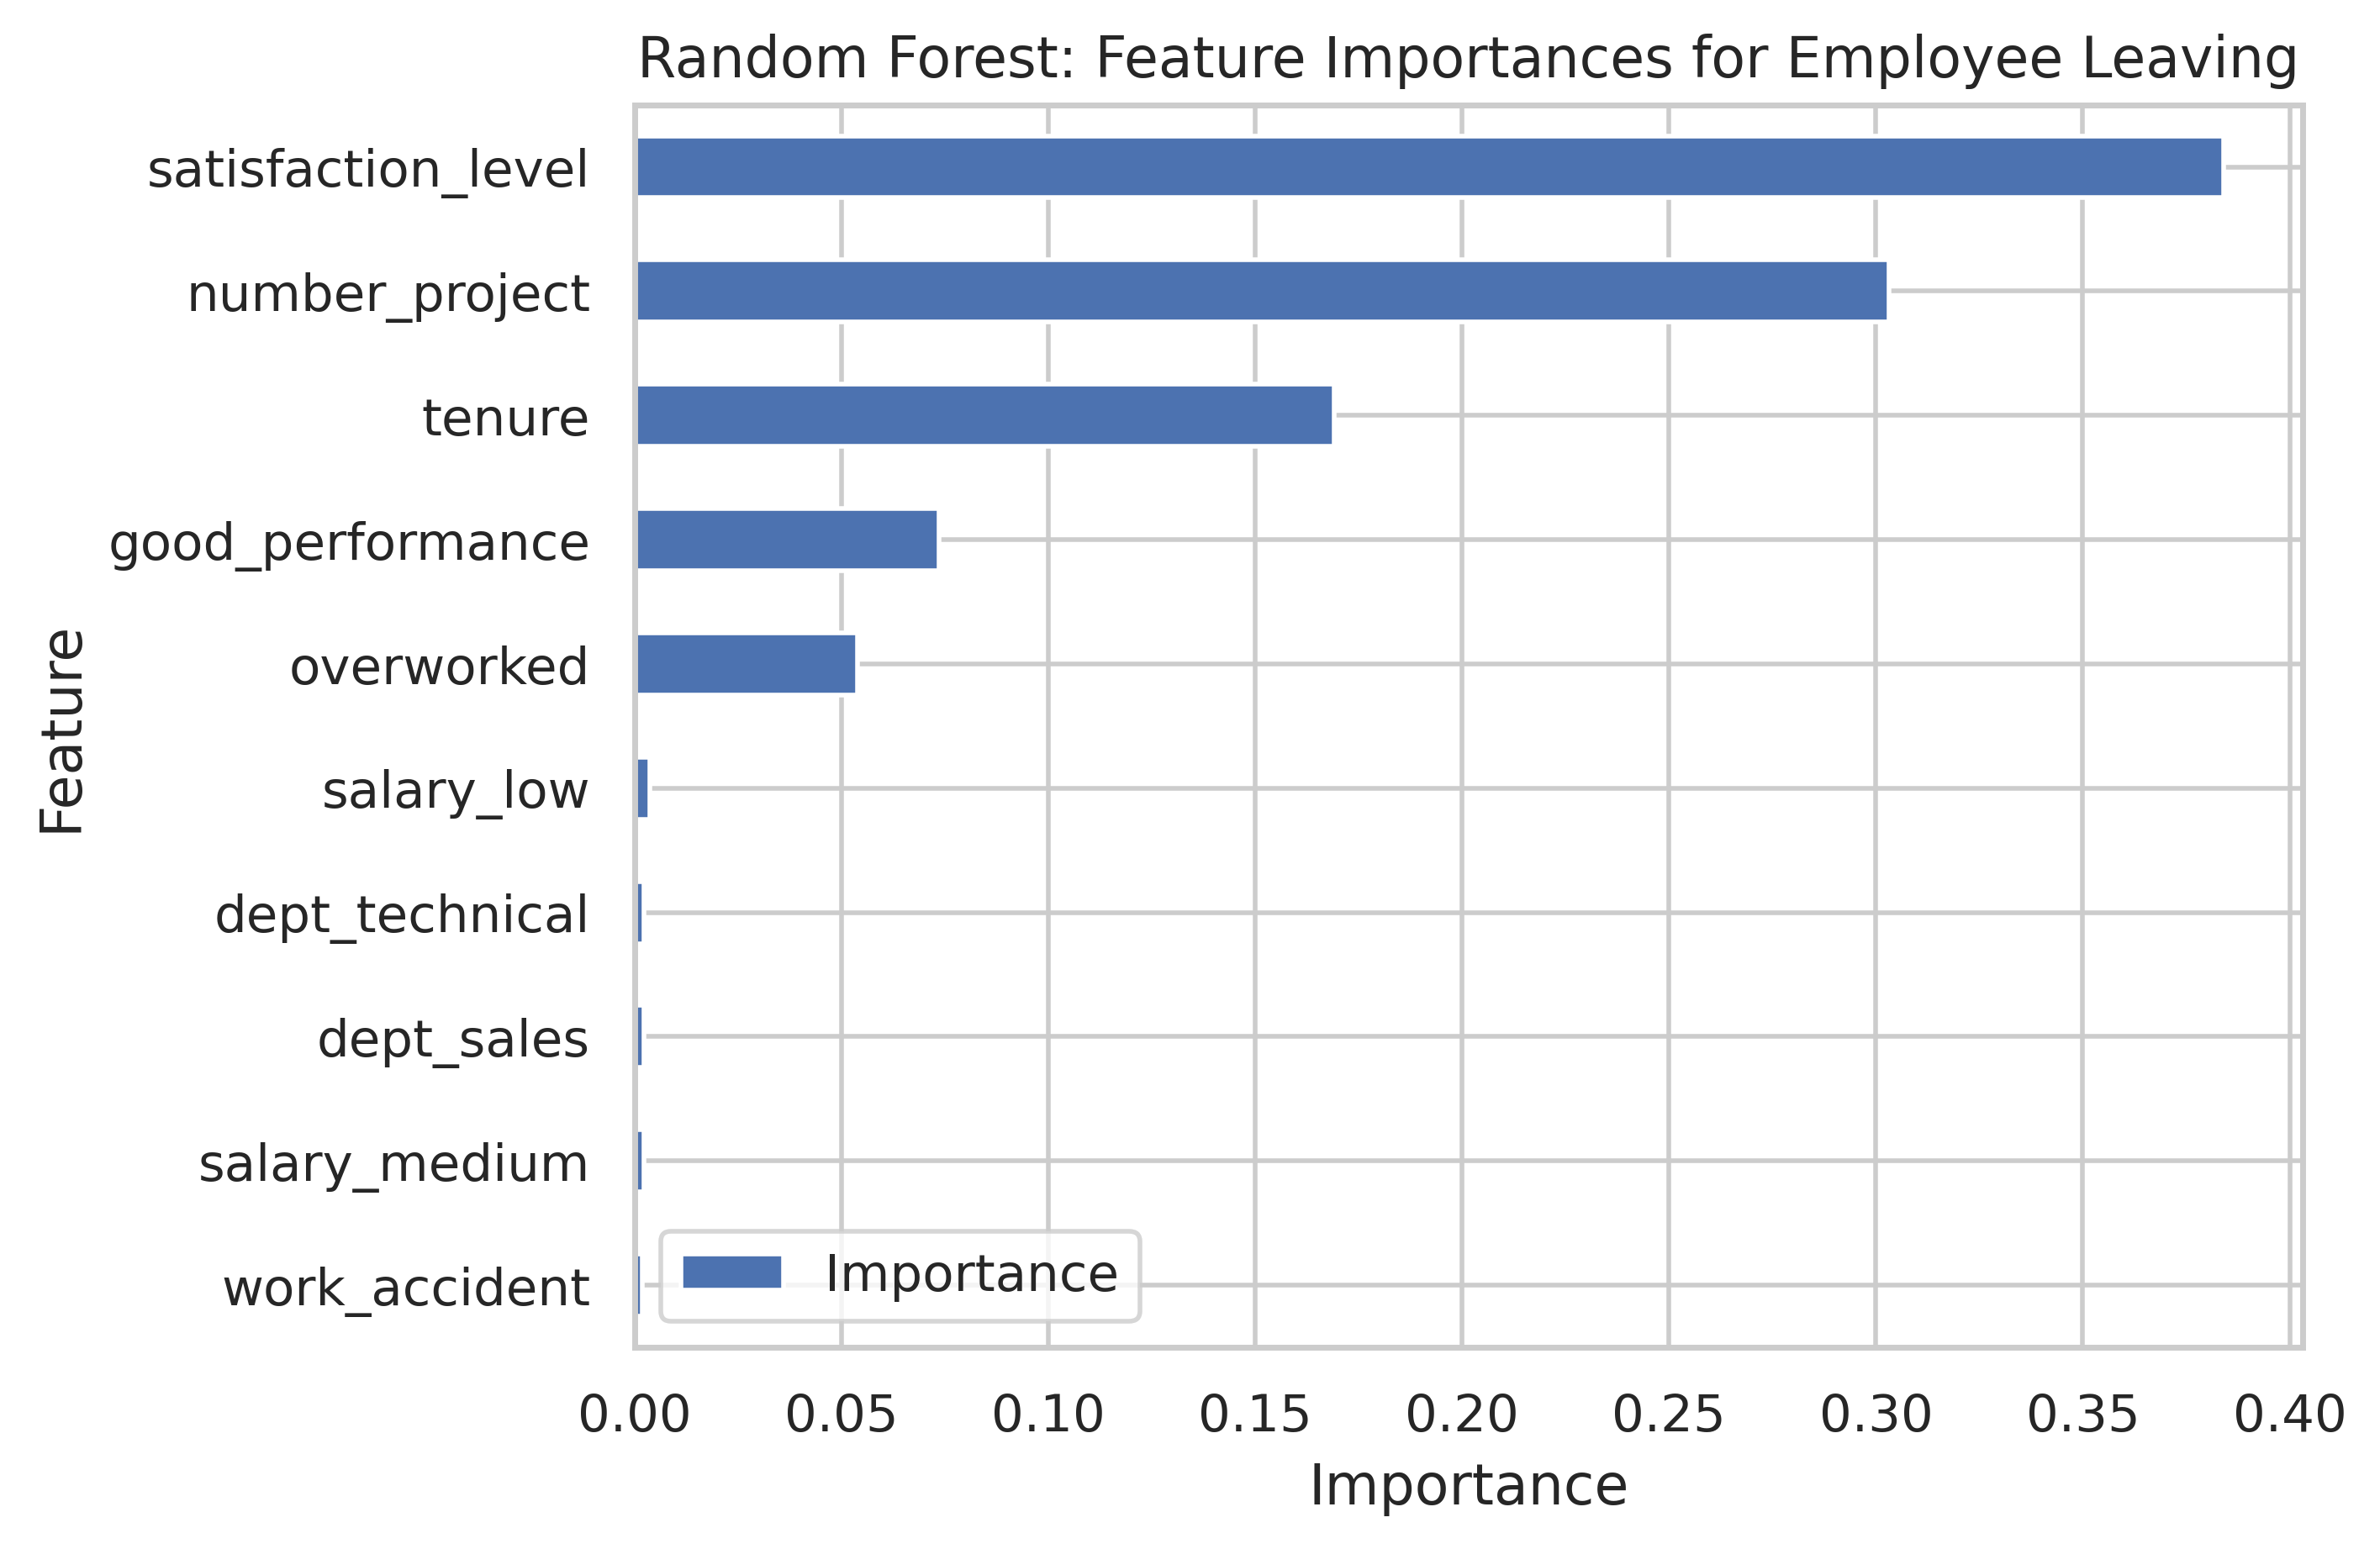 Random Forest: Feature Importances for Employee Leaving
satisfaction_level
number_project
tenure
good_performance
overworked
salary_low
dept_technical
dept_sales
salary_medium
work_accident
Feature
Importance
0.00 0.05 0.10 0.15 0.20 0.25 0.30 0.35 0.40
Importance